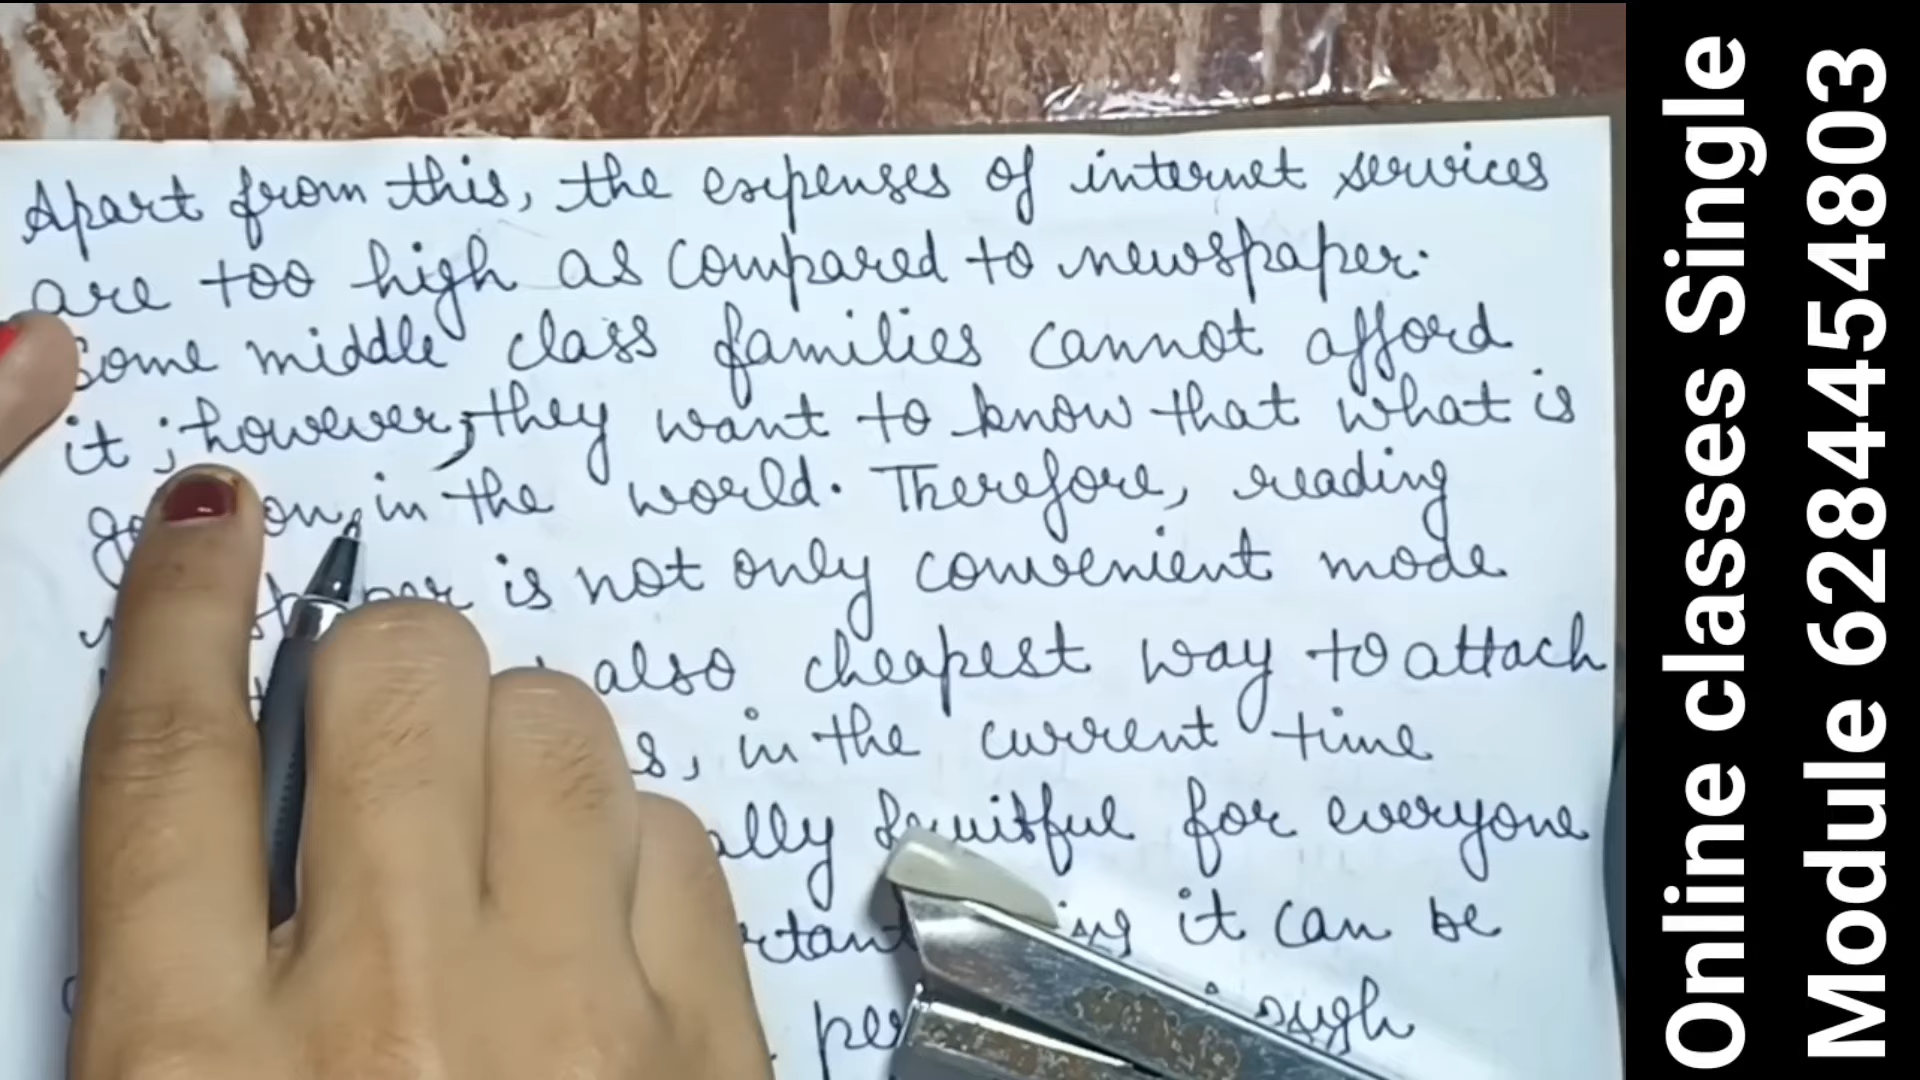 Apart from this, the expenses of internet services
are too high as compared to newspaper.
Some middle class families cannot afford
it; however, they want to know that what is
on in the world. Therefore, reading
is not only convenient mode
also cheapest way to attach
in the current time
fruitful for everyone
it can be
Online classes Single
Module 6284454803